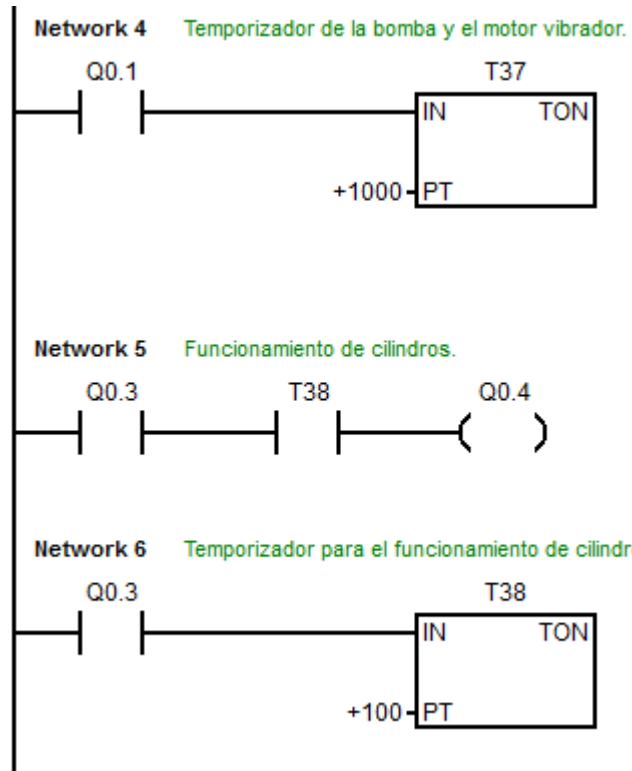 Network 4 Temporizador de la bomba y el motor vibrador.
Q0.1 T37
IN TON
+1000 PT
Network 5 Funcionamiento de cilindros.
Q0.3 T38 Q0.4
Network 6 Temporizador para el funcionamiento de
Q0.3 T38
IN TON
+100 PT